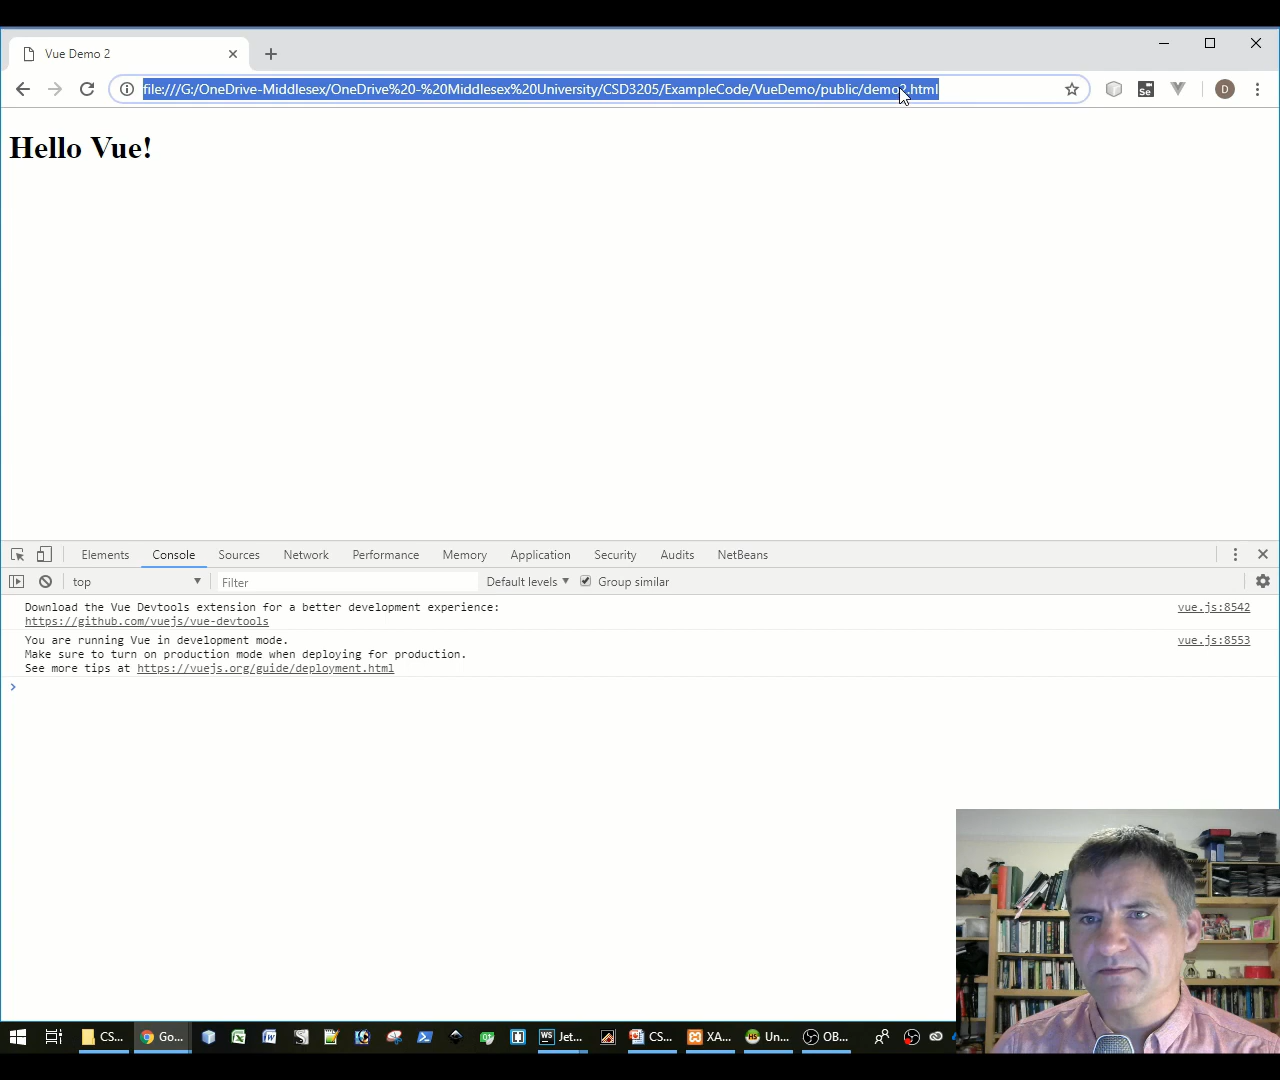 Vue Demo 2
file:///G:/OneDrive-Middlesex/OneDrive%20-%20Middlesex%20University/CSD3205/ExampleCode/VueDemo/public/demo2.html
Se
D
Hello Vue!
Elements Console Sources Network Performance Memory Application Security Audits NetBeans
top Filter Default levels Group similar
Download the Vue Devtools extension for a better development experience: vue.js:8542
https://github.com/vuejs/vue-devtools
You are running Vue in development mode. vue.js:8553
Make sure to turn on production mode when deploying for production.
See more tips at https://vuejs.org/guide/deployment.html
CS... Go... WS Jet... CS... XA... HS Un... OB...